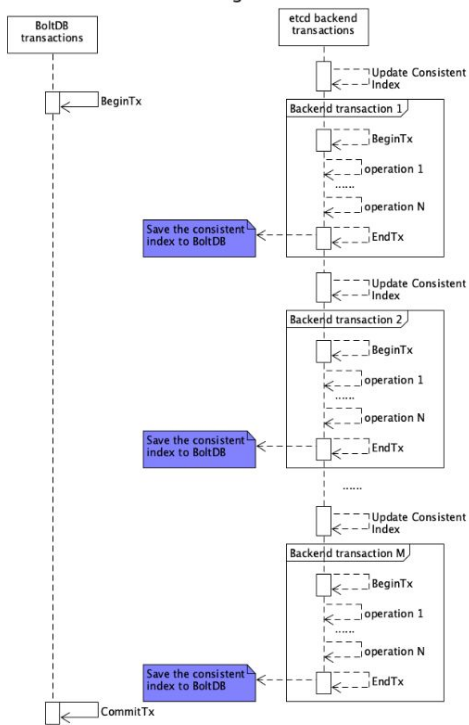 BoltDB
transactions
etcd backend
transactions
Update Consistent
Index
BeginTx
Backend transaction 1
BeginTx
operation 1
......
operation N
Save the consistent
index to BoltDB
EndTx
Update Consistent
Index
Backend transaction 2
BeginTx
operation 1
......
operation N
Save the consistent
index to BoltDB
EndTx
......
Update Consistent
Index
Backend transaction M
BeginTx
operation 1
......
operation N
Save the consistent
index to BoltDB
EndTx
CommitTx